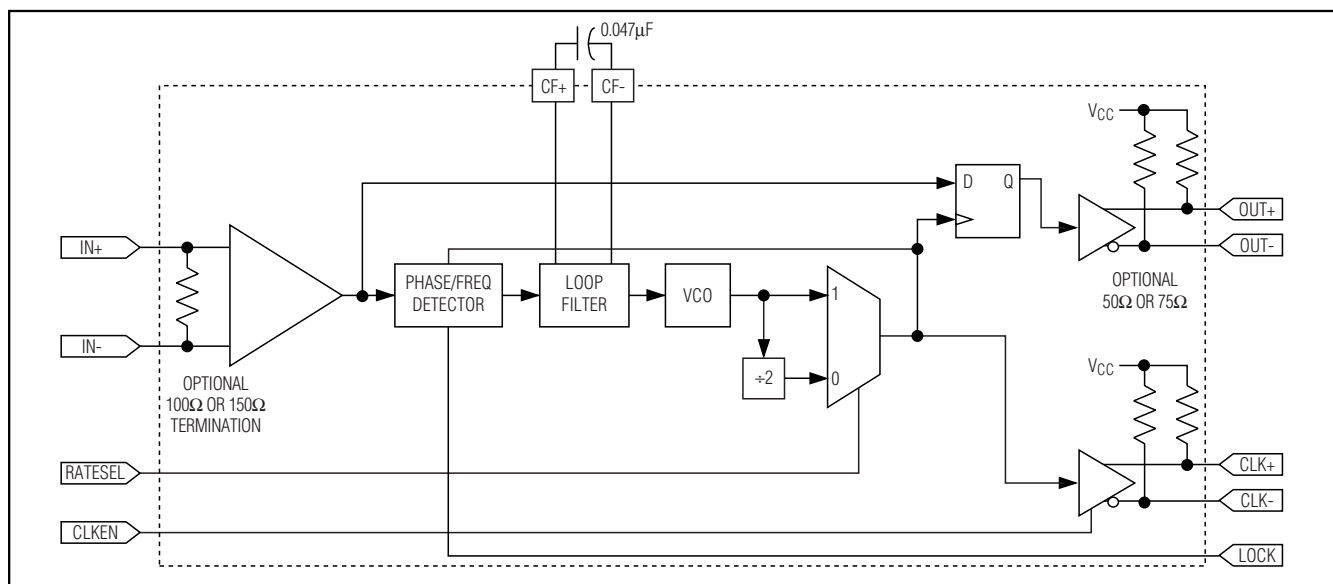 0.047μF
CF+
CF-
VCC
D
Q
OUT+
OUT-
IN+
IN-
PHASE/FREQ
DETECTOR
LOOP
FILTER
VCO
1
÷2
0
OPTIONAL
50Ω OR 75Ω
OPTIONAL
100Ω OR 150Ω
TERMINATION
VCC
RATESEL
CLK+
CLK-
CLKEN
LOCK